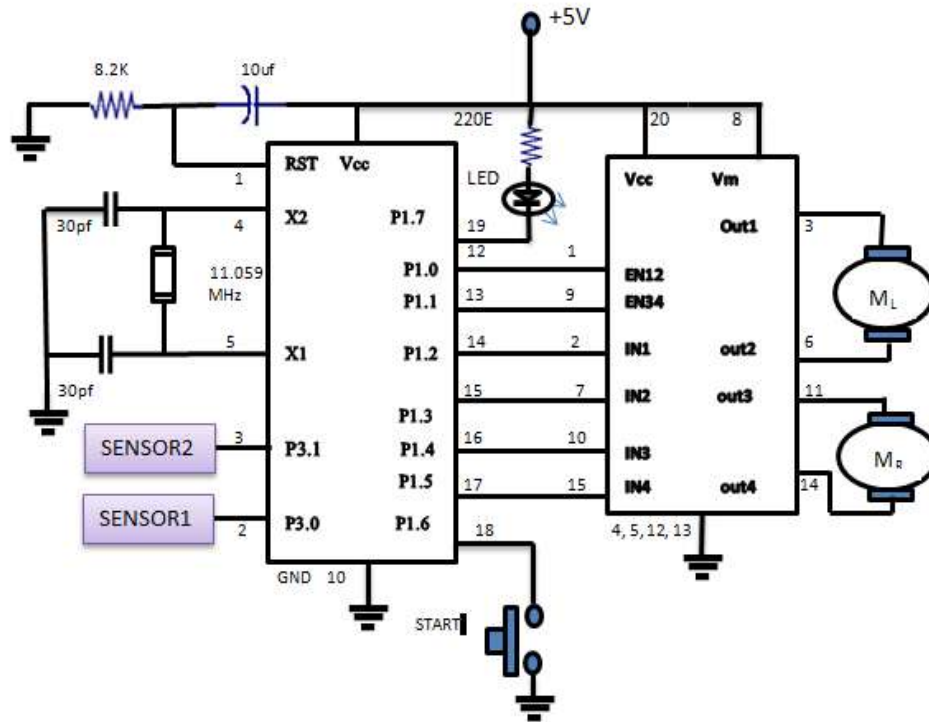 +5V
8.2K
10uf
220E
20
8
RST
Vcc
1
LED
Vcc
Vm
X2
30pf
4
P1.7
19
Out1
3
12
P1.0
1
EN12
11.059
MHz
P1.1
13
9
EN34
M L
5
X1
P1.2
14
2
IN1
out2
6
30pf
15
7
IN2
out3
11
P1.3
SENSOR2
3
P3.1
P1.4
16
10
IN3
M R
P1.5
17
15
IN4
out4
14
SENSOR1
2
P3.0
P1.6
18
4, 5, 12, 13
GND 10
START